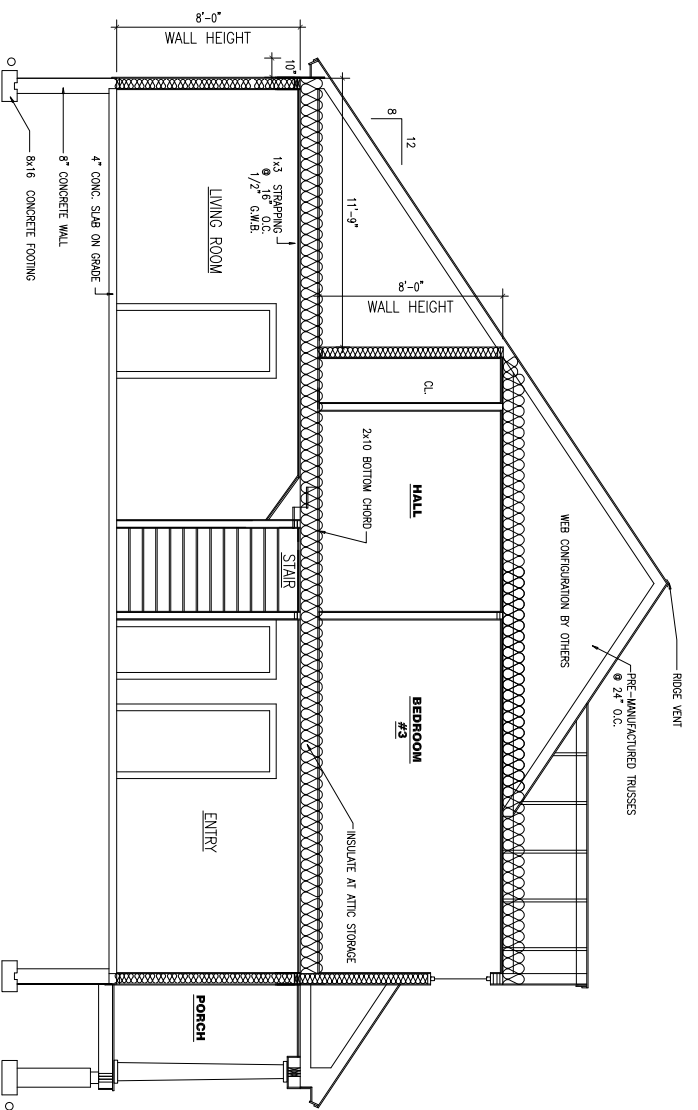 8'-0"
WALL HEIGHT
10"
8
12
11'-9"
8'-0"
WALL HEIGHT
1x3 STRAPPING
@ 16" O.C.
1/2" G.W.B.
LIVING ROOM
4" CONC. SLAB ON GRADE
8" CONCRETE WALL
8x16 CONCRETE FOOTING
CL.
HALL
2x10 BOTTOM CHORD
STAIR
WEB CONFIGURATION BY OTHERS
RIDGE VENT
PRE-MANUFACTURED TRUSSES
@ 24" O.C.
BEDROOM
#3
ENTRY
INSULATE AT ATTIC STORAGE
PORCH